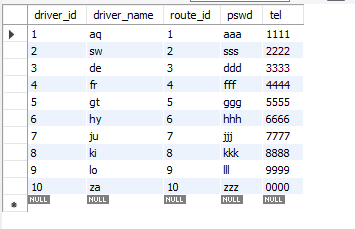 driver_id driver_name route_id pswd tel
1 aq 1 aaa 1111
2 sw 2 sss 2222
3 de 3 ddd 3333
4 fr 4 fff 4444
5 gt 5 ggg 5555
6 hy 6 hhh 6666
7 ju 7 jjj 7777
8 ki 8 kkk 8888
9 lo 9 lll 9999
10 za 10 zzz 0000
NULL NULL NULL NULL NULL